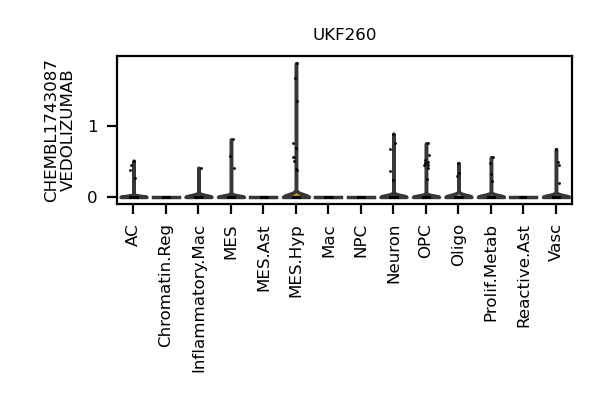 UKF260
CHEMBL1743087
VEDOLIZUMAB
1
0
AC
Chromatin.Reg
Inflammatory.Mac
MES
MES.Ast
MES.Hyp
Mac
NPC
Neuron
OPC
Oligo
Prolif.Metab
Reactive.Ast
Vasc